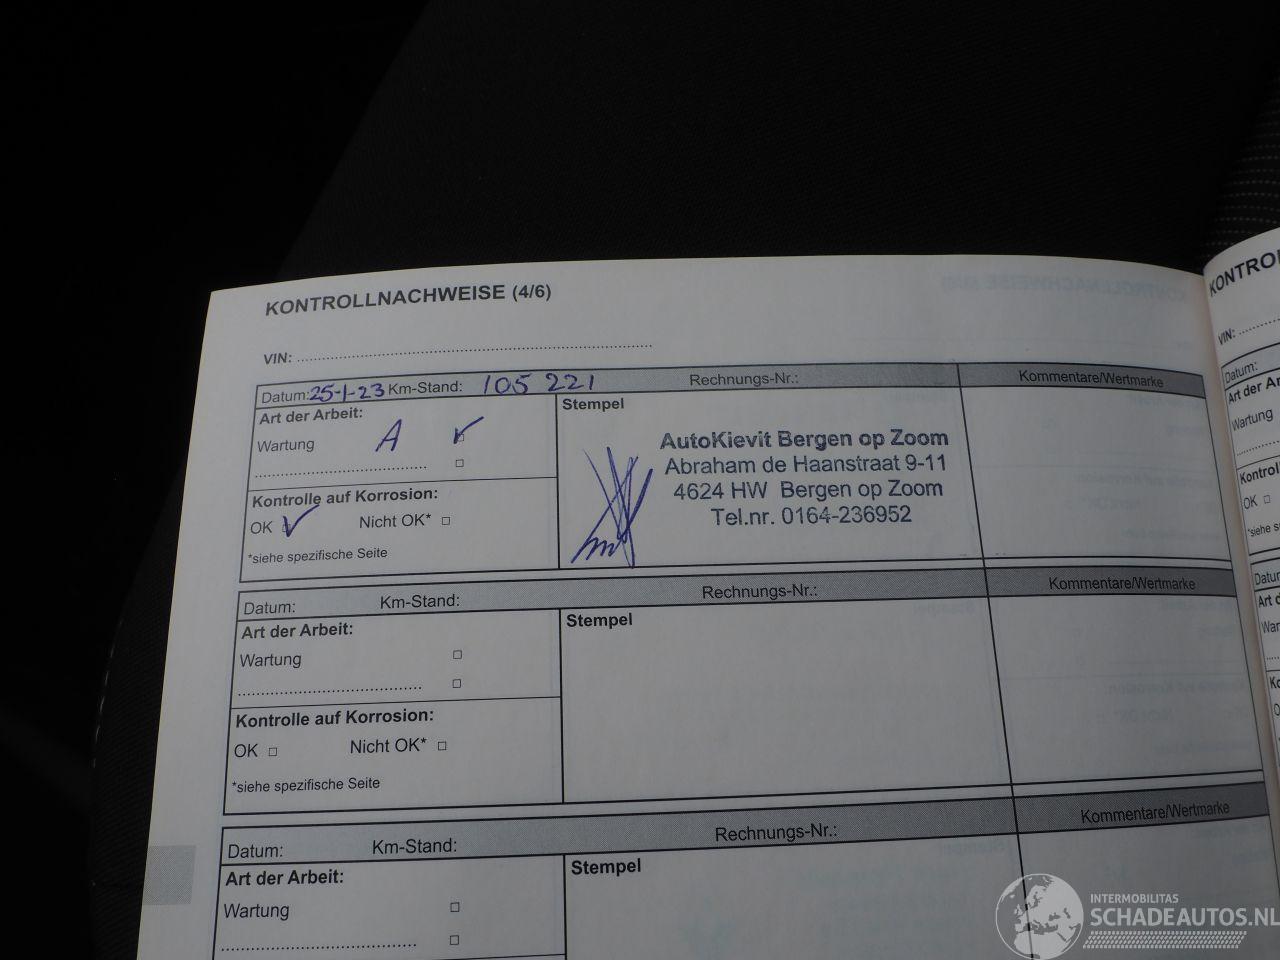 KONTROLLNACHWEISE (4/6)
VIN:
Datum: 25-1-23 Km-Stand: 105 221 Rechnungs-Nr.: Kommentare/Wertmarke
Art der Arbeit:
Wartung A
Kontrolle auf Korrosion:
OK Nicht OK*
*siehe spezifische Seite
Stempel
AutoKievit Bergen op Zoom
Abraham de Haanstraat 9-11
4624 HW Bergen op Zoom
Tel.nr. 0164-236952
Datum: Km-Stand: Rechnungs-Nr.: Kommentare/Wertmarke
Art der Arbeit:
Wartung
Kontrolle auf Korrosion:
OK Nicht OK*
*siehe spezifische Seite
Stempel
Datum: Km-Stand: Rechnungs-Nr.: Kommentare/Wertmarke
Art der Arbeit:
Wartung
Stempel
VIN:
Datum:
Wartung
OK
INTERMOBILITAS
SCHADEAUTOS.NL